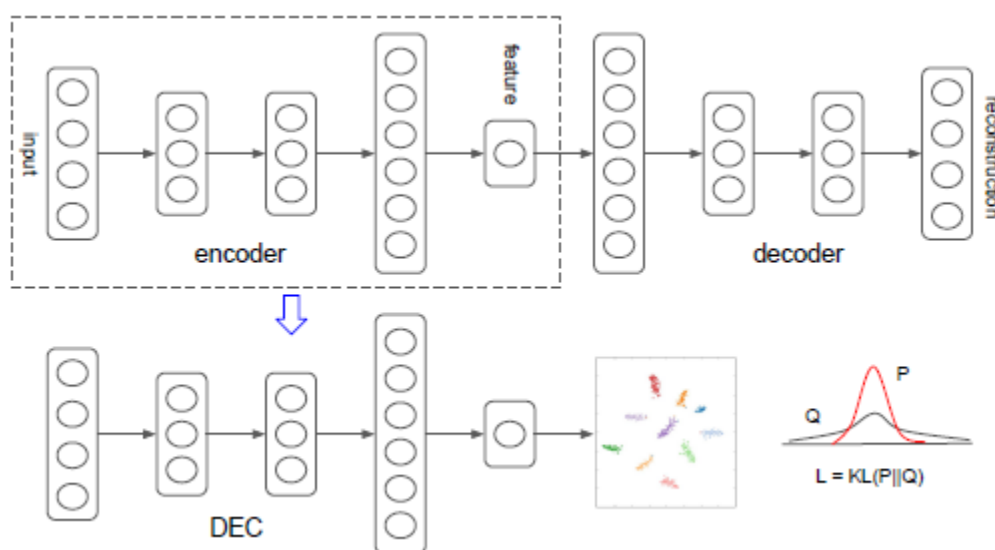 input
feature
reconstruction
encoder
decoder
P
Q
L = KL(P||Q)
DEC